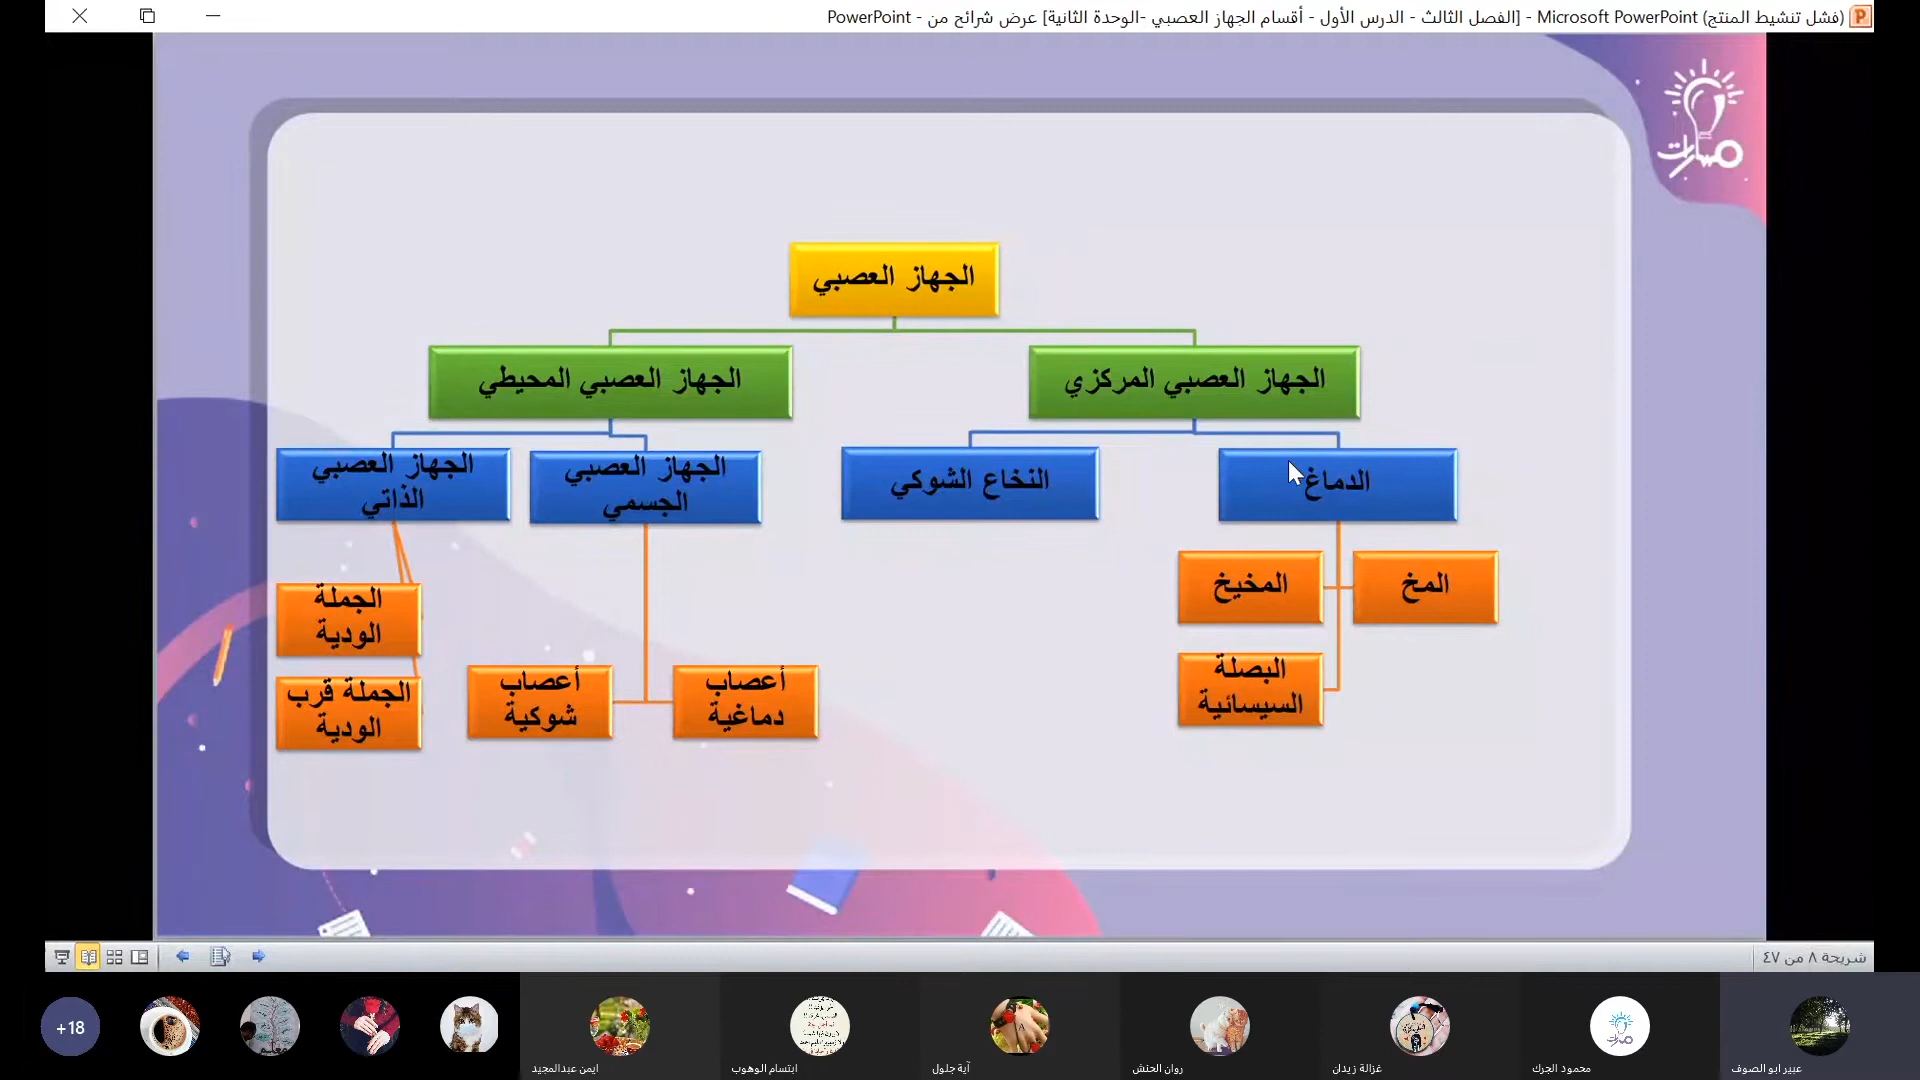 (فشل تنشيط المنتج) Microsoft PowerPoint - [الفصل الثالث - الدرس الأول - أقسام الجهاز العصبي -الوحدة الثانية] عرض شرائح من - PowerPoint
مسارات
الجهاز العصبي
الجهاز العصبي المركزي
الجهاز العصبي المحيطي
الدماغ
النخاع الشوكي
الجهاز العصبي
الجسمي
الجهاز العصبي
الذاتي
المخ
المخيخ
البصلة
السيسائية
أعصاب
دماغية
أعصاب
شوكية
الجملة
الودية
الجملة قرب
الودية
شريحة ٨ من ٤٧
+18
ايمن عبدالمجيد
ابتسام الوهوب
آية جلول
روان الحنش
غزالة زيدان
محمود الجرك
عبير ابو الصوف